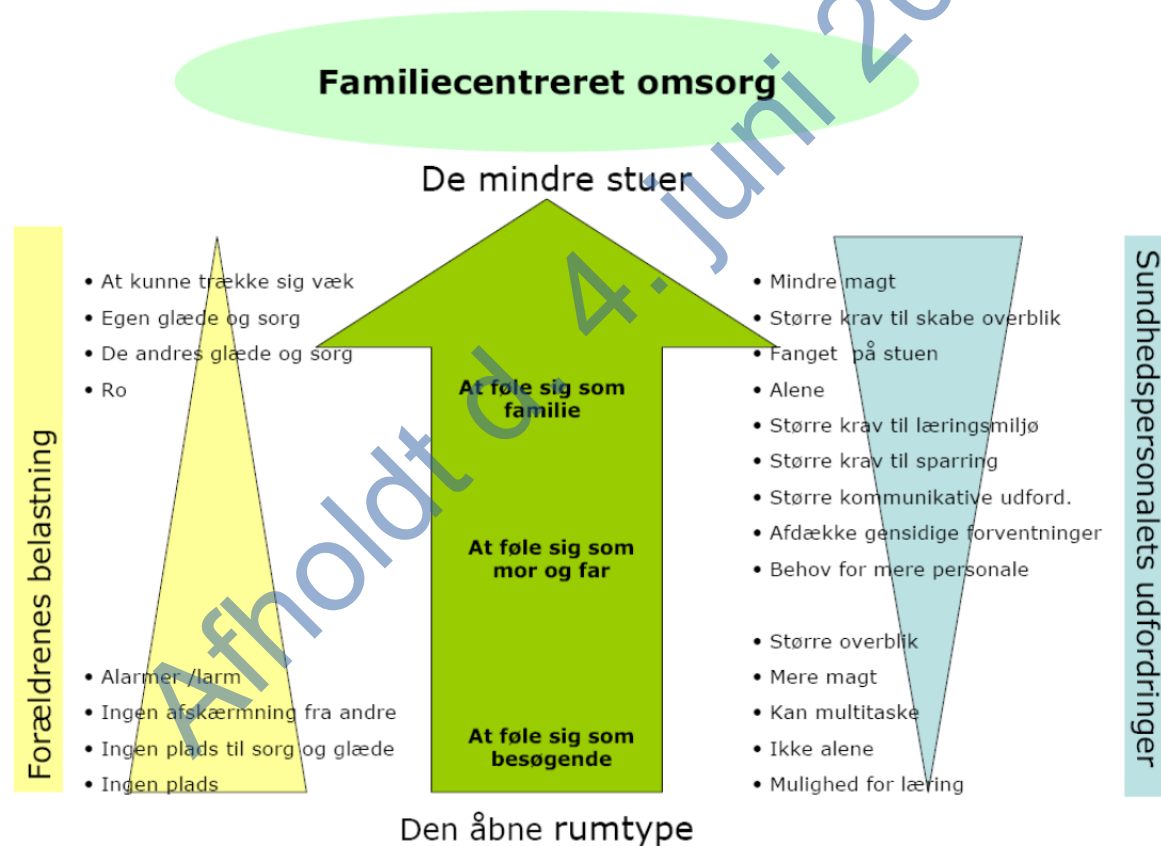 Familiecentreret omsorg
De mindre stuer
Forældrenes belastning
• At kunne trække sig væk
• Egen glæde og sorg
• De andres glæde og sorg
• Ro
• Alarmer /larm
• Ingen afskærmning fra andre
• Ingen plads til sorg og glæde
• Ingen plads
At føle sig som
familie
At føle sig som
mor og far
At føle sig som
besøgende
• Mindre magt
• Større krav til skabe overblik
• Fanget på stuen
• Alene
• Større krav til læringsmiljø
• Større krav til sparring
• Større kommunikative udford.
• Afdække gensidige forventninger
• Behov for mere personale
• Større overblik
• Mere magt
• Kan multitaske
• Ikke alene
• Mulighed for læring
Sundhedspersonalets udfordringer
Den åbne rumtype
Afholdt d. 4. juni